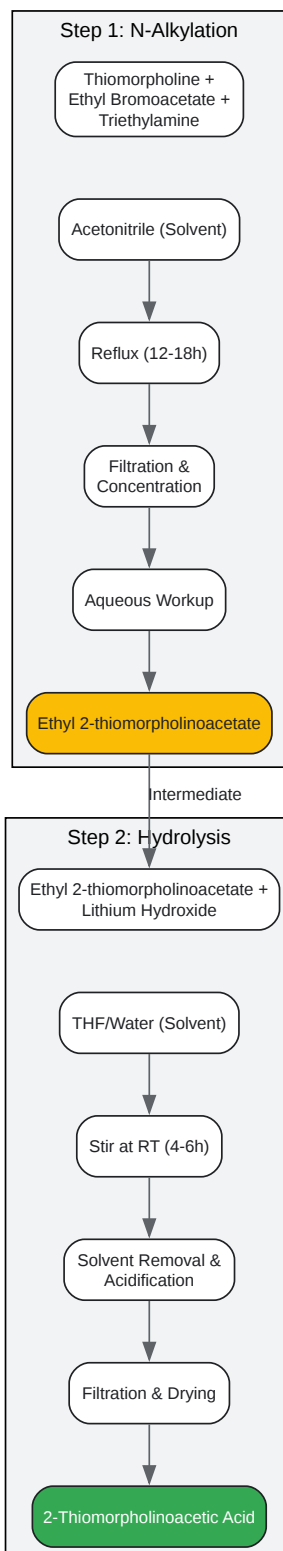 Step 1: N-Alkylation
Thiomorpholine +
Ethyl Bromoacetate +
Triethylamine
Acetonitrile (Solvent)
Reflux (12-18h)
Filtration &
Concentration
Aqueous Workup
Ethyl 2-thiomorpholinoacetate
Intermediate
Step 2: Hydrolysis
Ethyl 2-thiomorpholinoacetate +
Lithium Hydroxide
THF/Water (Solvent)
Stir at RT (4-6h)
Solvent Removal &
Acidification
Filtration & Drying
2-Thiomorpholinoacetic Acid